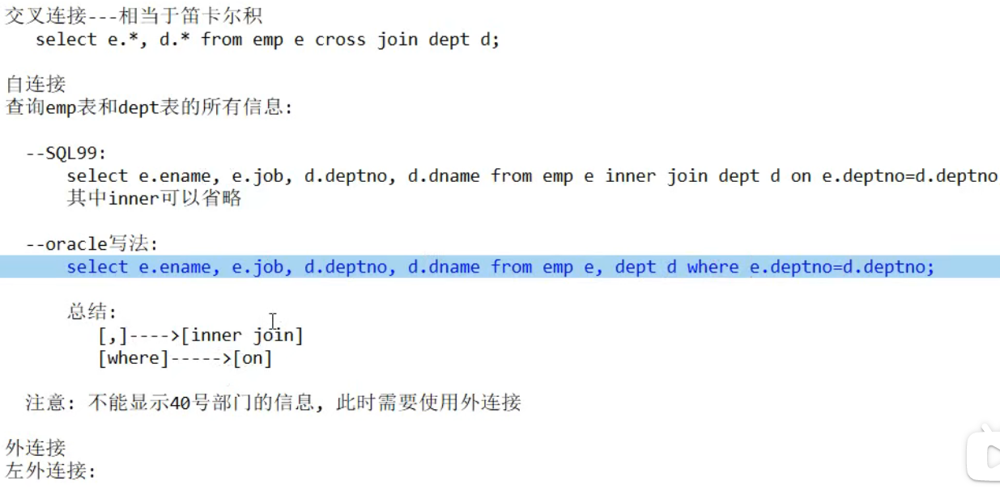 交叉连接---相当于笛卡尔积
select e.*, d.* from emp e cross join dept d;
自连接
查询emp表和dept表的所有信息:
--SQL99:
select e.ename, e.job, d.deptno, d.dname from emp e inner join dept d on e.deptno=d.deptno
其中inner可以省略
--oracle写法:
select e.ename, e.job, d.deptno, d.dname from emp e, dept d where e.deptno=d.deptno;
总结:
[,]---->[inner join]
[where]----->[on]
注意: 不能显示40号部门的信息, 此时需要使用外连接
外连接
左外连接: